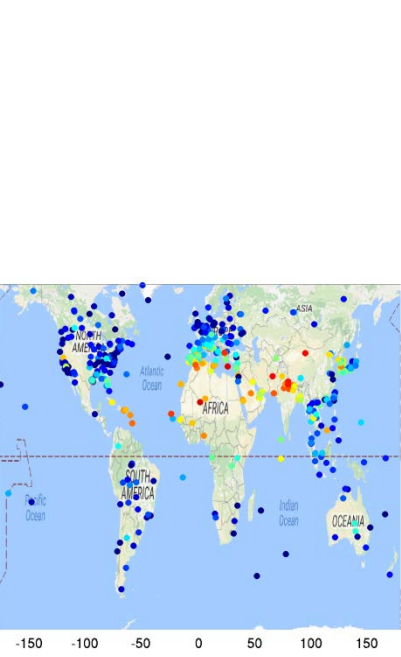 ASIA
NORTH
AMERICA
Atlantic
Ocean
AFRICA
SOUTH
AMERICA
Pacific
Ocean
Indian
Ocean
OCEANIA
-150 -100 -50 0 50 100 150